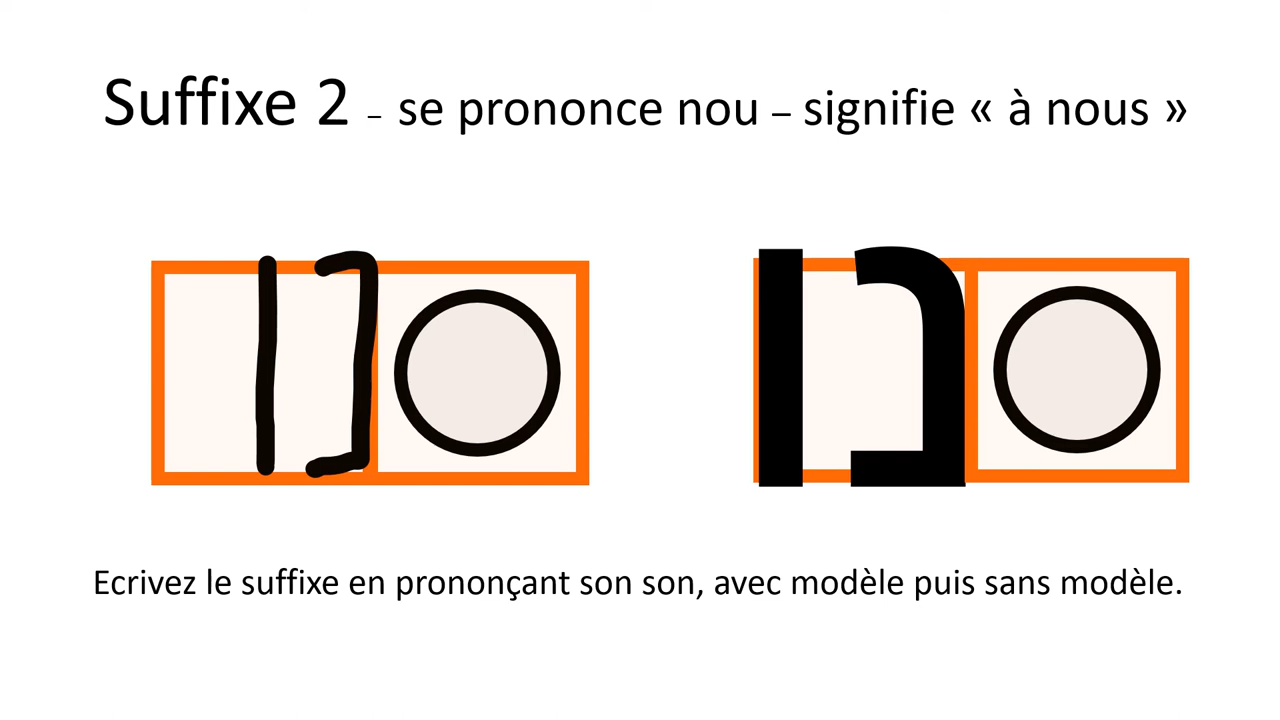 Suffixe 2 – se prononce nou – signifie « à nous »
נו נו
Ecrivez le suffixe en prononçant son son, avec modèle puis sans modèle.